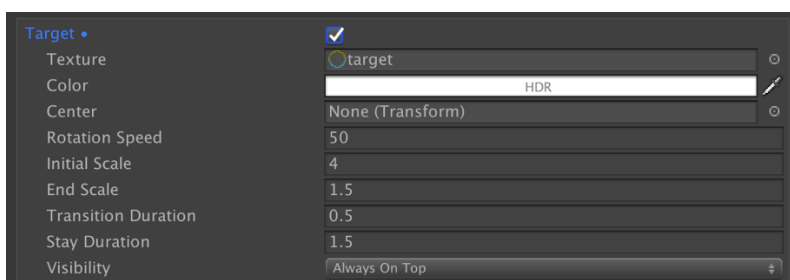 Target •
Texture target
Color HDR
Center None (Transform)
Rotation Speed 50
Initial Scale 4
End Scale 1.5
Transition Duration 0.5
Stay Duration 1.5
Visibility Always On Top